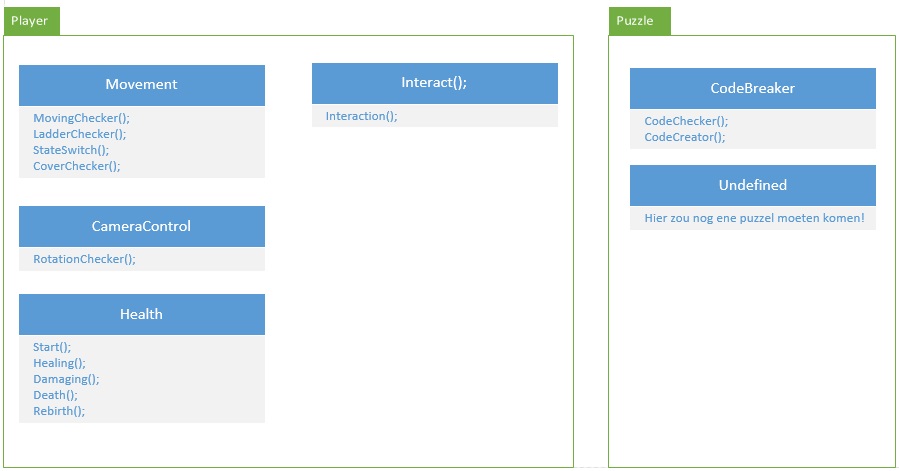 Player
Movement
MovingChecker();
LadderChecker();
StateSwitch();
CoverChecker();
CameraControl
RotationChecker();
Health
Start();
Healing();
Damaging();
Death();
Rebirth();
Interact();
Interaction();
Puzzle
CodeBreaker
CodeChecker();
CodeCreator();
Undefined
Hier zou nog ene puzzel moeten komen!